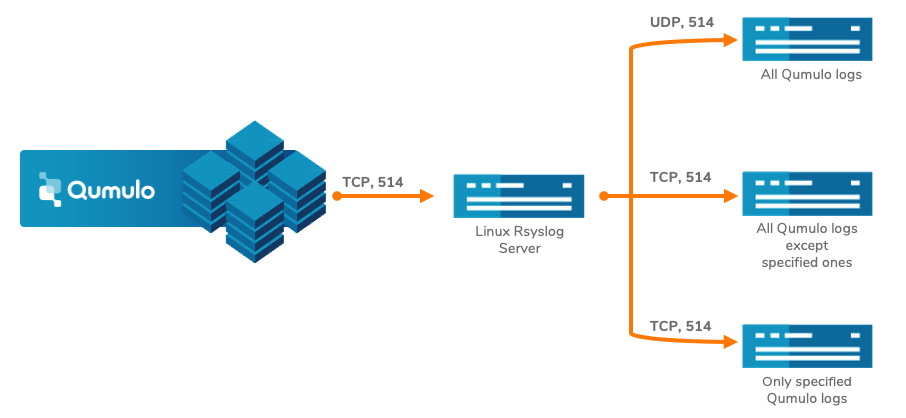 Qumulo
TCP, 514
Linux Rsyslog
Server
UDP, 514
All Qumulo logs
TCP, 514
All Qumulo logs
except
specified ones
TCP, 514
Only specified
Qumulo logs